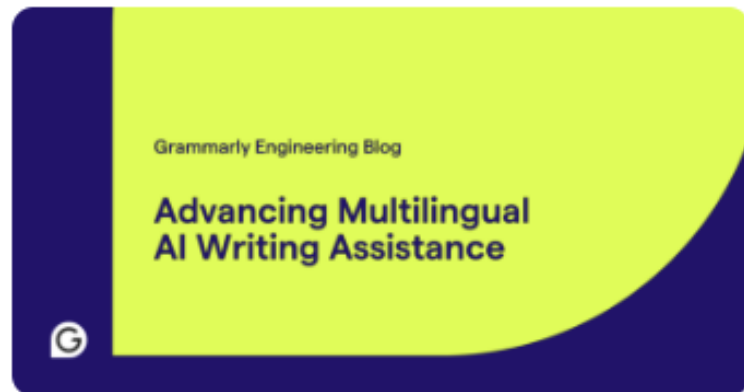 Grammarly Engineering Blog
Advancing Multilingual
AI Writing Assistance
G